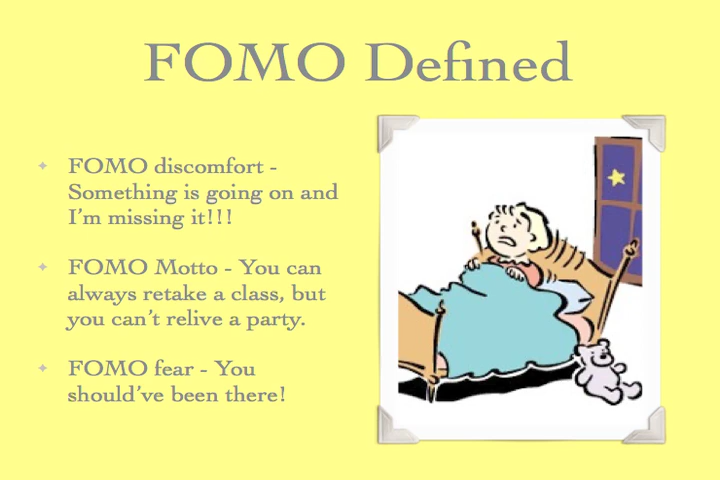 FOMO Defined
FOMO discomfort -
Something is going on and
I'm missing it!!!
FOMO Motto - You can
always retake a class, but
you can't relive a party.
FOMO fear - You
should've been there!